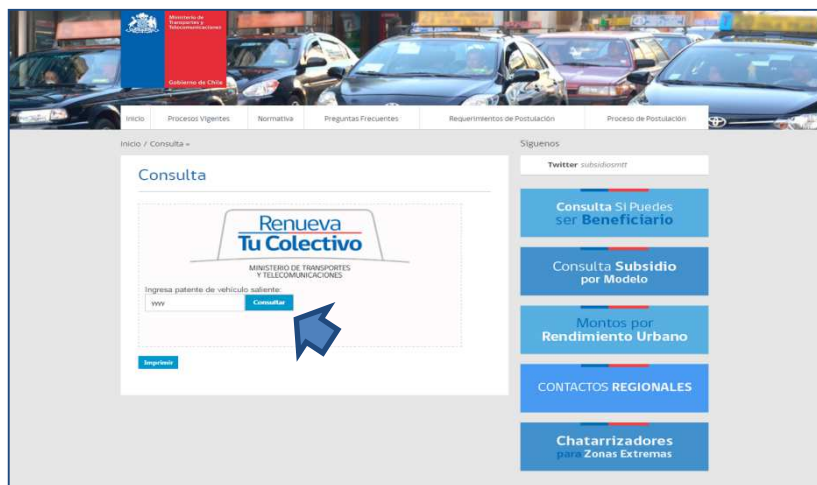 Ministerio de
Transportes y
Telecomunicaciones
Gobierno de Chile
Inicio
Procesos Vigentes
Normativa
Preguntas Frecuentes
Requerimientos de Postulación
Proceso de Postulación
Inicio / Consulta »
Consulta
Renueva
Tu Colectivo
MINISTERIO DE TRANSPORTES
Y TELECOMUNICACIONES
Ingresa patente de vehículo saliente:
Consultar
Imprimir
Síguenos
Twitter subsidiosmtt
Consulta Si Puedes
ser Beneficiario
Consulta Subsidio
por Modelo
Montos por
Rendimiento Urbano
CONTACTOS REGIONALES
Chatarrizadores
para Zonas Extremas